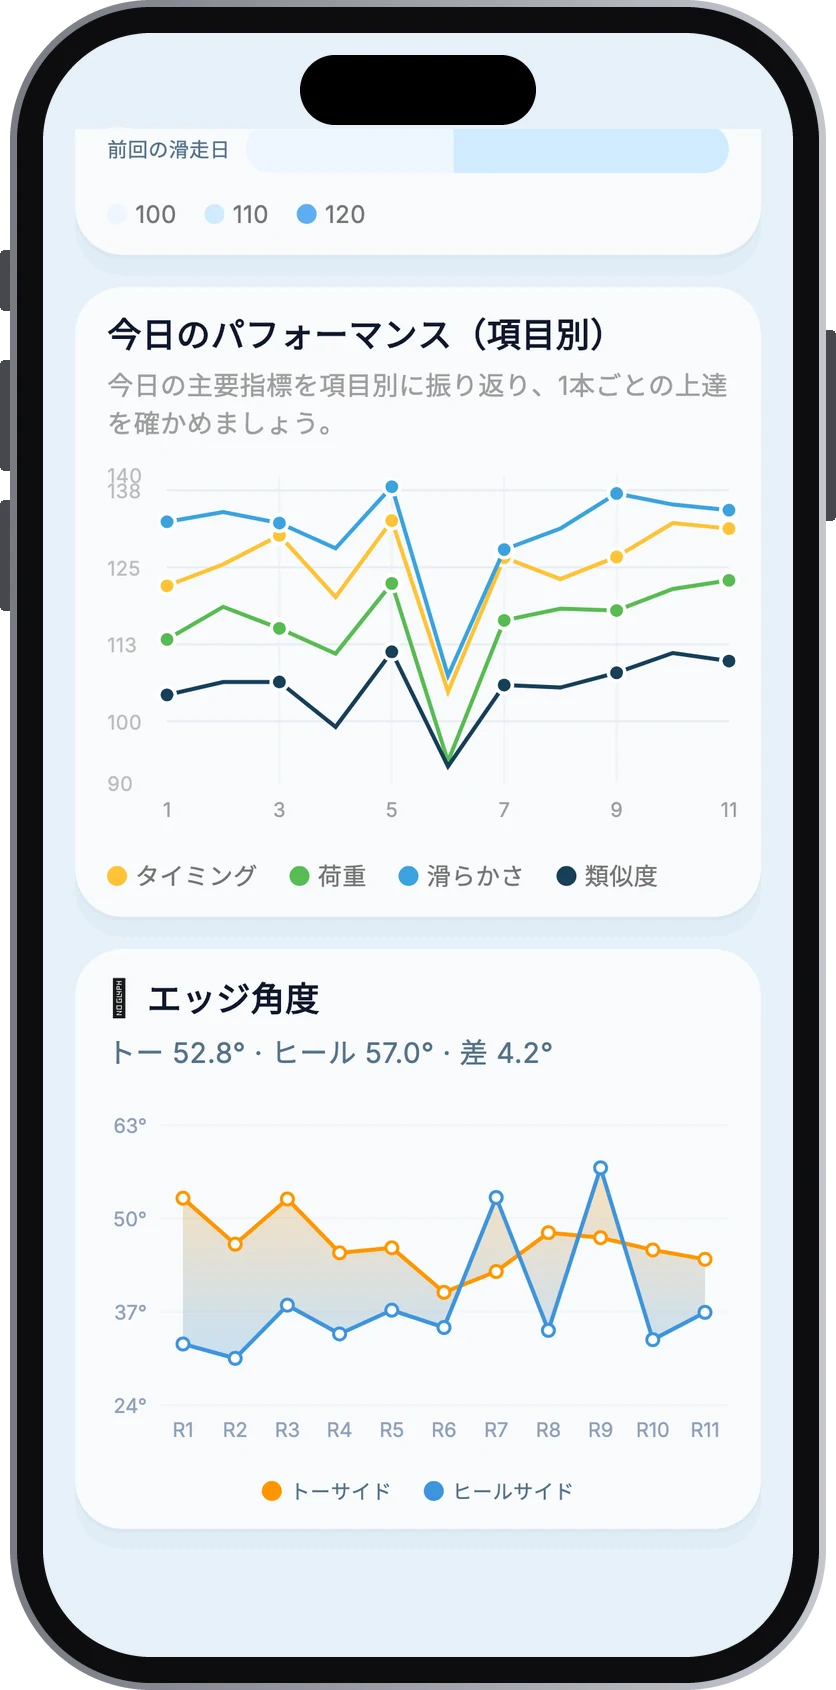 前回の滑走日
100 110 120
今日のパフォーマンス（項目別）
今日の主要指標を項目別に振り返り、1本ごとの上達
を確かめましょう。
140
138
125
113
100
90
1 3 5 7 9 11
タイミング 荷重 滑らかさ 類似度
NO GLYPH
エッジ角度
トー 52.8° · ヒール 57.0° · 差 4.2°
63°
50°
37°
24°
R1 R2 R3 R4 R5 R6 R7 R8 R9 R10 R11
トーサイド ヒールサイド